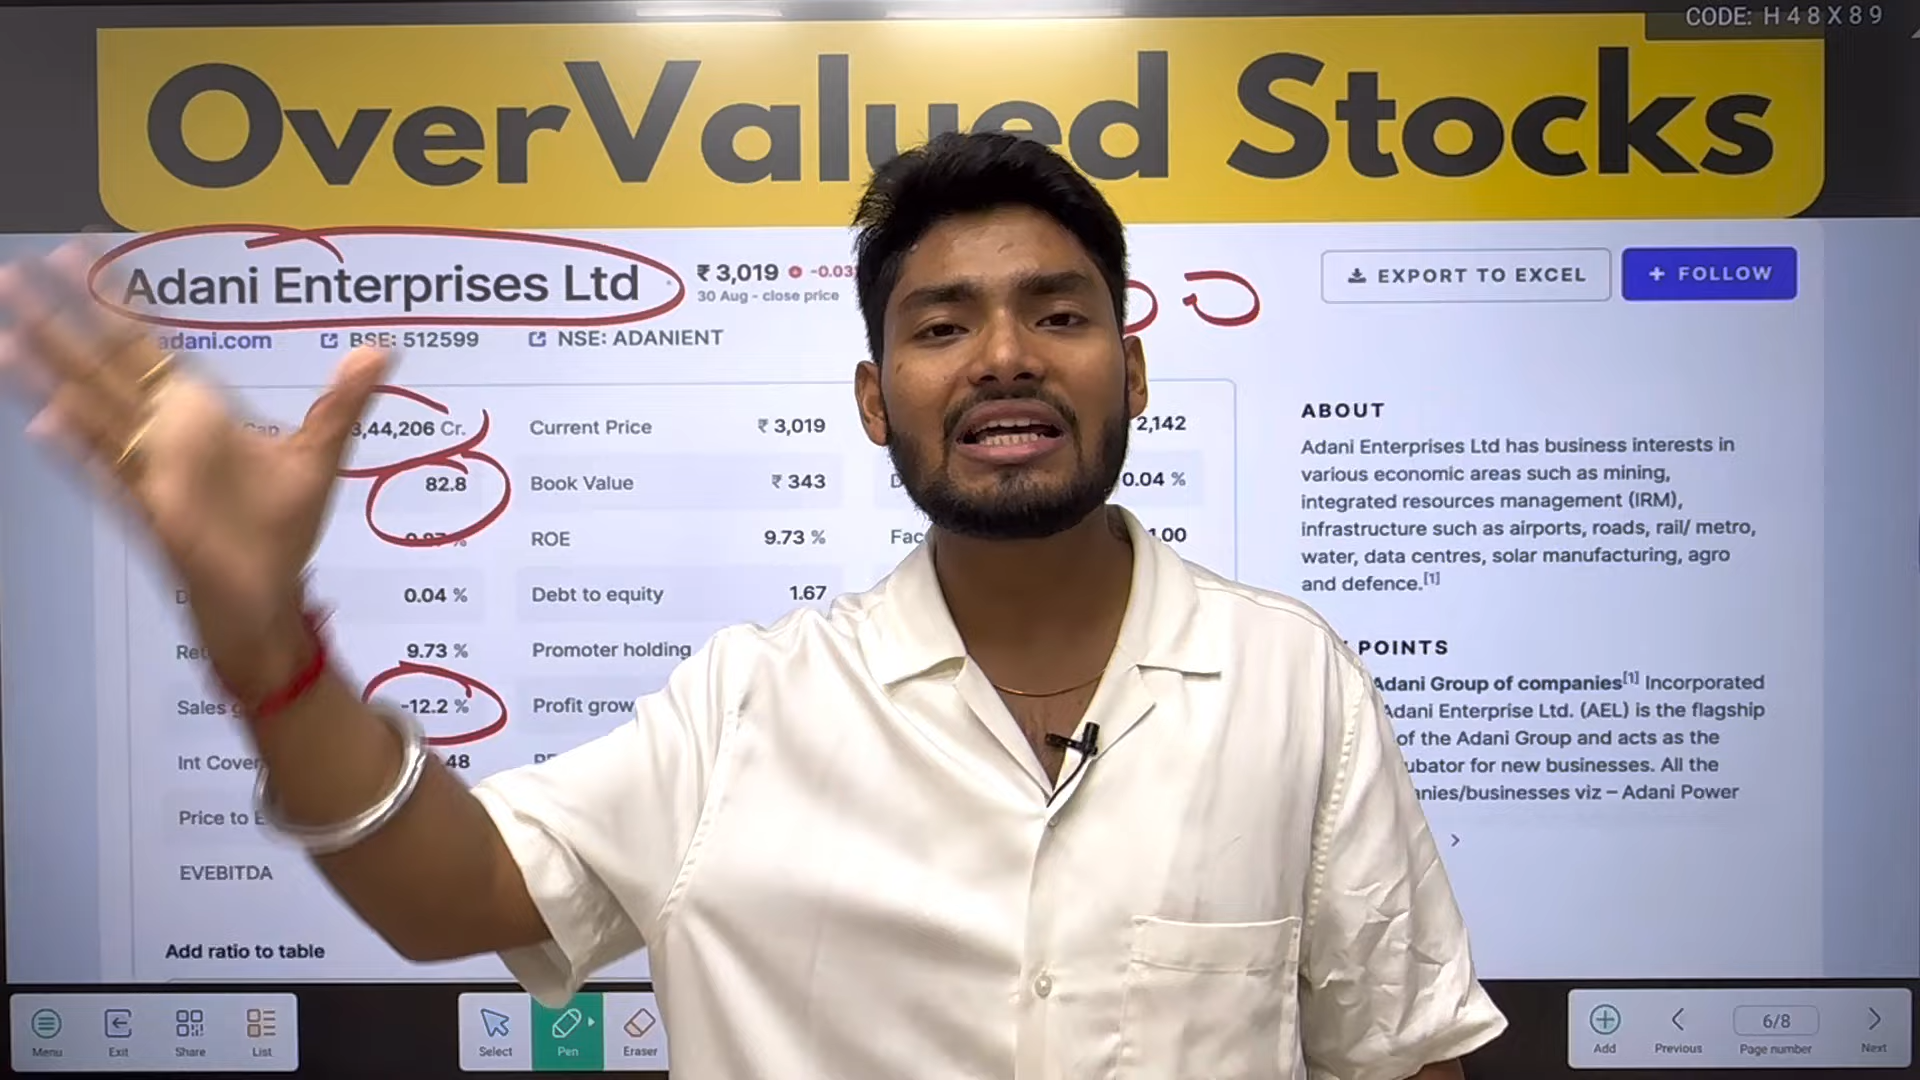 CODE: H48X89
OverValued Stocks
Adani Enterprises Ltd ₹ 3,019 -0.03
30 Aug - close price
EXPORT TO EXCEL + FOLLOW
adani.com BSE: 512599 NSE: ADANIENT
3,44,206 Cr. Current Price ₹ 3,019 2,142
82.8 Book Value ₹ 343 0.04 %
ROE 9.73 %
0.04 % Debt to equity 1.67
9.73 % Promoter holding
Sales -12.2 % Profit
Int
Price to
EVEBITDA
Add ratio to table
ABOUT
Adani Enterprises Ltd has business interests in
various economic areas such as mining,
integrated resources management (IRM),
infrastructure such as airports, roads, rail/ metro,
water, data centres, solar manufacturing, agro
and defence.[1]
POINTS
Adani Group of companies[1] Incorporated
Adani Enterprise Ltd. (AEL) is the flagship
of the Adani Group and acts as the
for new businesses. All the
viz – Adani Power
Menu Exit Share List Select Pen Eraser Add Previous 6/8 Page number Next